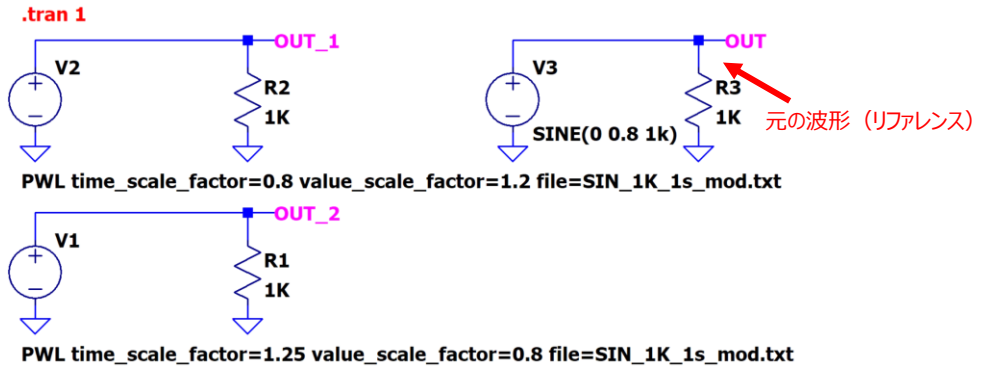 .tran 1
OUT_1
OUT
V2
V3
R2
R3
1K
1K
元の波形（リファレンス）
SINE(0 0.8 1k)
PWL time_scale_factor=0.8 value_scale_factor=1.2 file=SIN_1K_1s_mod.txt
OUT_2
V1
R1
1K
PWL time_scale_factor=1.25 value_scale_factor=0.8 file=SIN_1K_1s_mod.txt